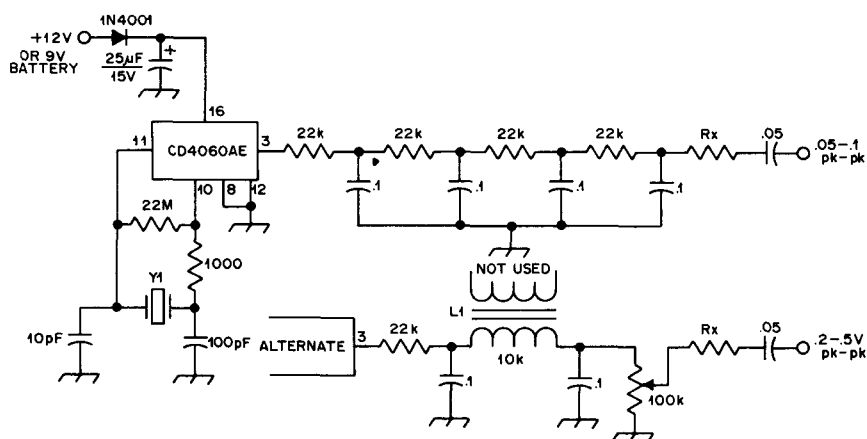 1N4001
+12V
OR 9V
BATTERY
25µF
15V
+
16
11
CD4060AE
3
10
8
12
22k
22k
22k
22k
Rx
.05
.05-.1
pk-pk
.1
.1
.1
.1
22M
1000
Y1
10pF
100pF
NOT USED
L1
10k
ALTERNATE
3
22k
.1
.1
100k
Rx
.05
.2-.5V
pk-pk